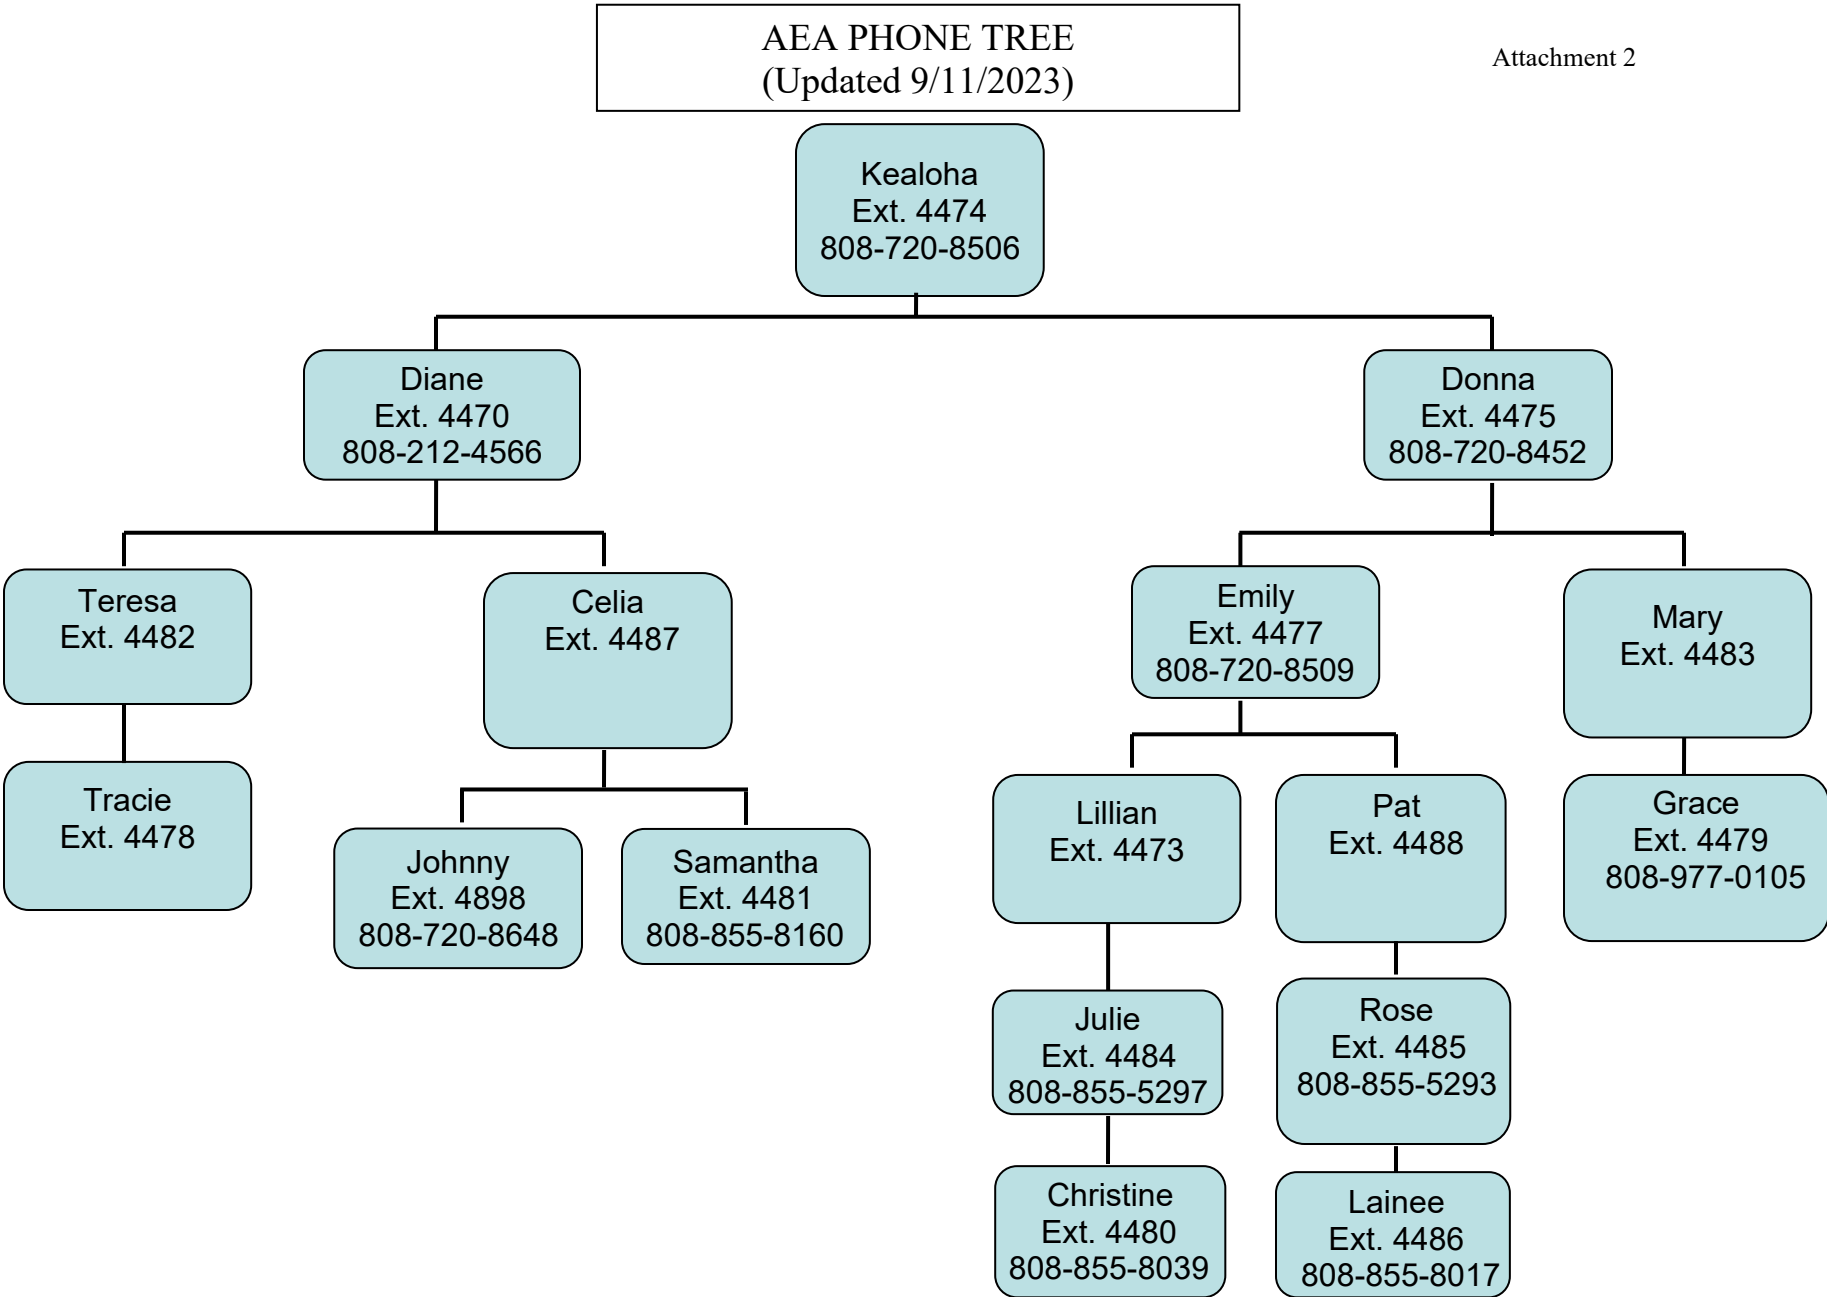 AEA PHONE TREE
(Updated 9/11/2023)
Attachment 2
Kealoha
Ext. 4474
808-720-8506
Diane
Ext. 4470
808-212-4566
Donna
Ext. 4475
808-720-8452
Teresa
Ext. 4482
Celia
Ext. 4487
Emily
Ext. 4477
808-720-8509
Mary
Ext. 4483
Tracie
Ext. 4478
Johnny
Ext. 4898
808-720-8648
Samantha
Ext. 4481
808-855-8160
Lillian
Ext. 4473
Pat
Ext. 4488
Grace
Ext. 4479
808-977-0105
Julie
Ext. 4484
808-855-5297
Rose
Ext. 4485
808-855-5293
Christine
Ext. 4480
808-855-8039
Lainee
Ext. 4486
808-855-8017